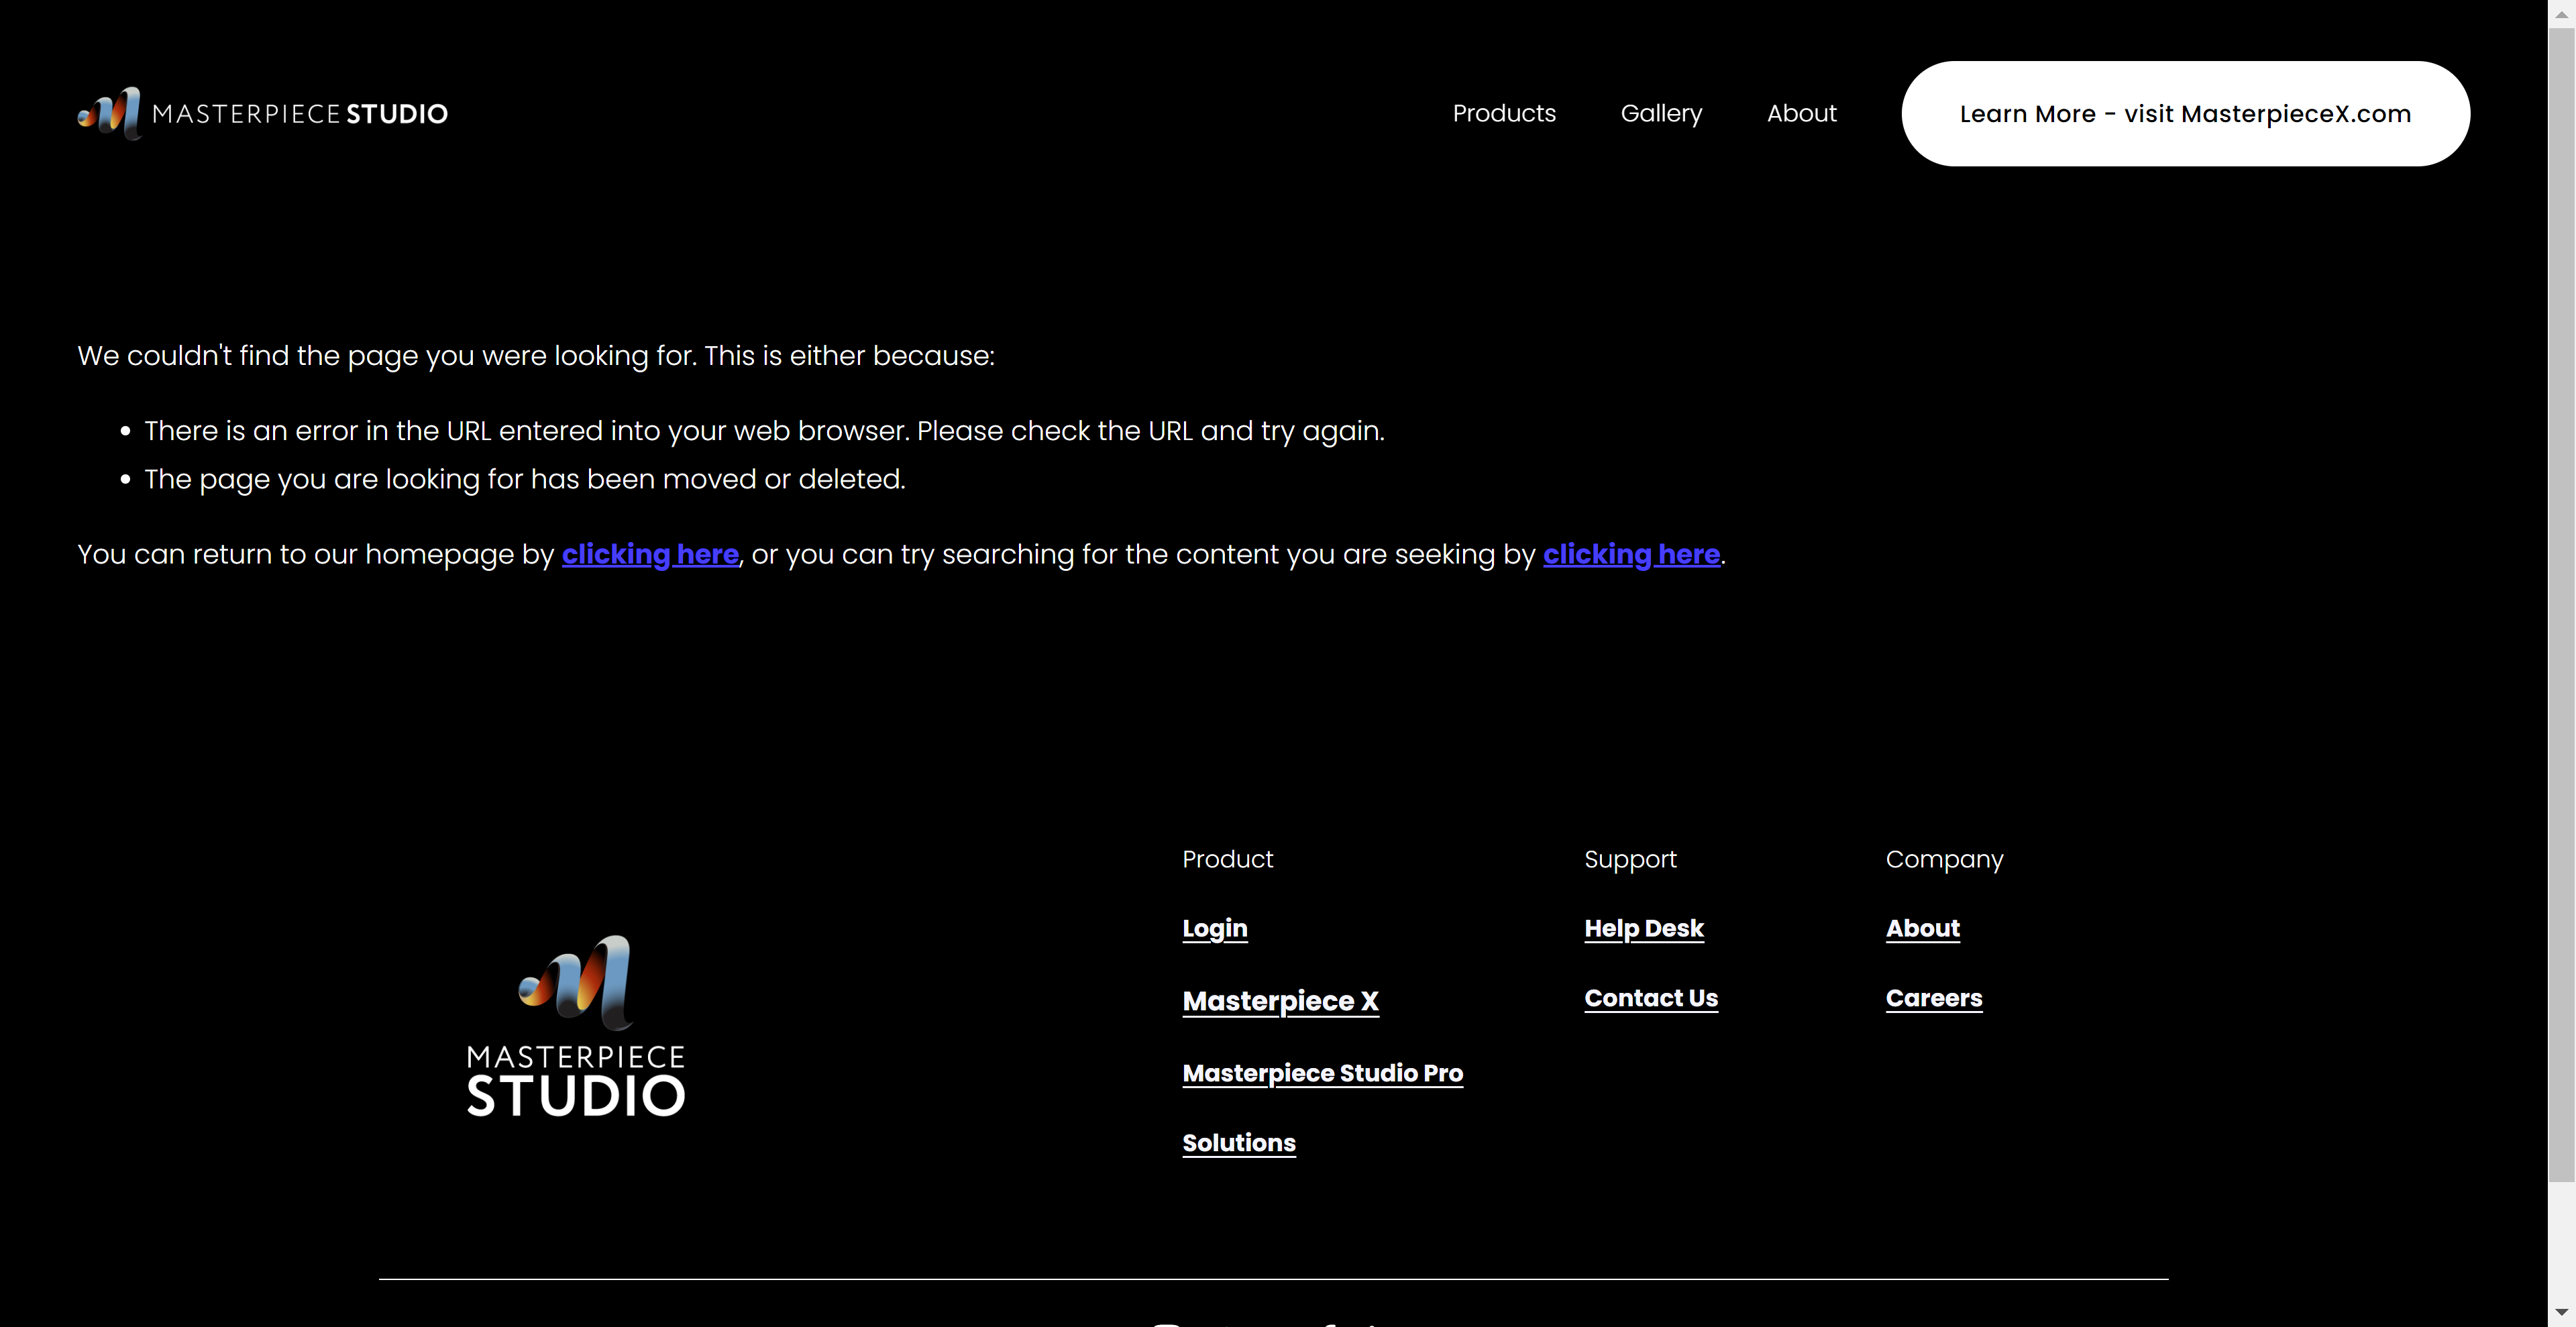 MASTERPIECE STUDIO
Products
Gallery
About
Learn More - visit MasterpieceX.com
We couldn't find the page you were looking for. This is either because:
There is an error in the URL entered into your web browser. Please check the URL and try again.
The page you are looking for has been moved or deleted.
You can return to our homepage by clicking here, or you can try searching for the content you are seeking by clicking here.
MASTERPIECE
STUDIO
Product
Login
Masterpiece X
Masterpiece Studio Pro
Solutions
Support
Help Desk
Contact Us
Company
About
Careers